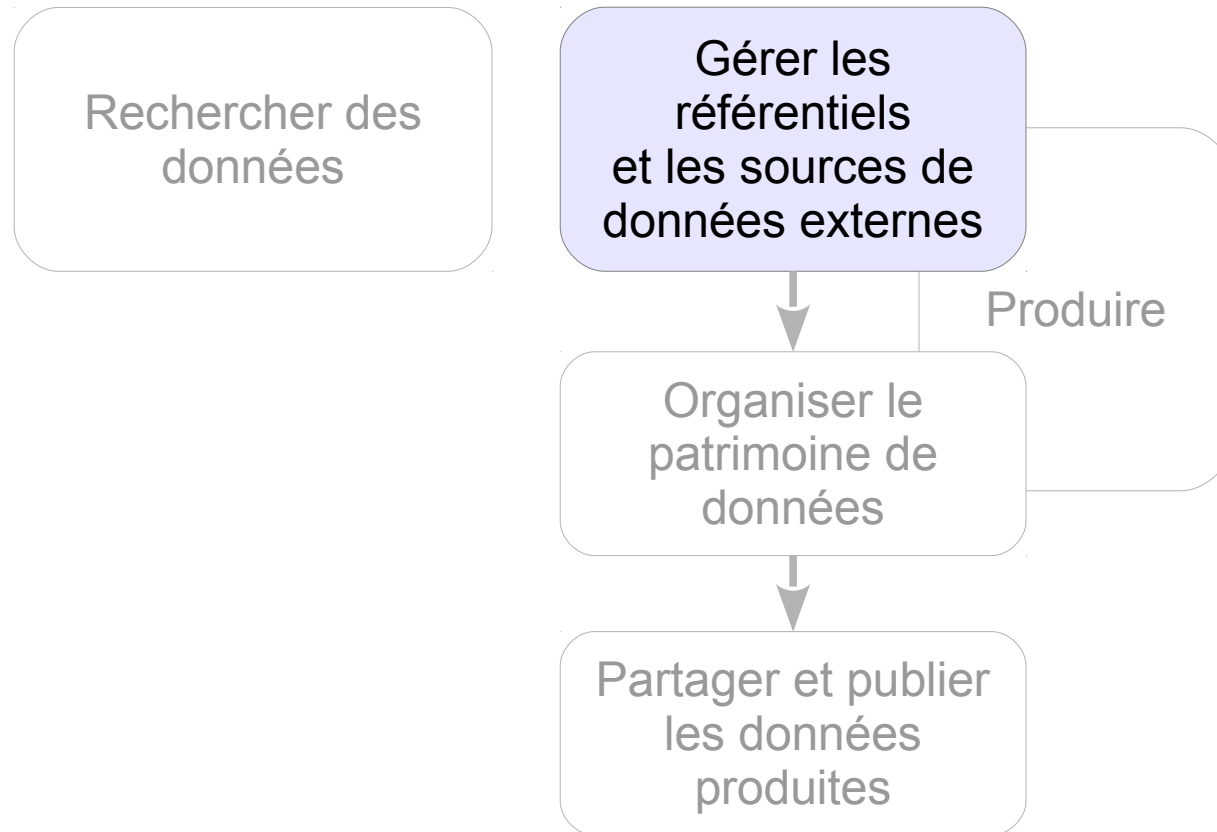 Rechercher des
données
Gérer les
référentiels
et les sources de
données externes
Produire
Organiser le
patrimoine de
données
Partager et publier
les données
produites